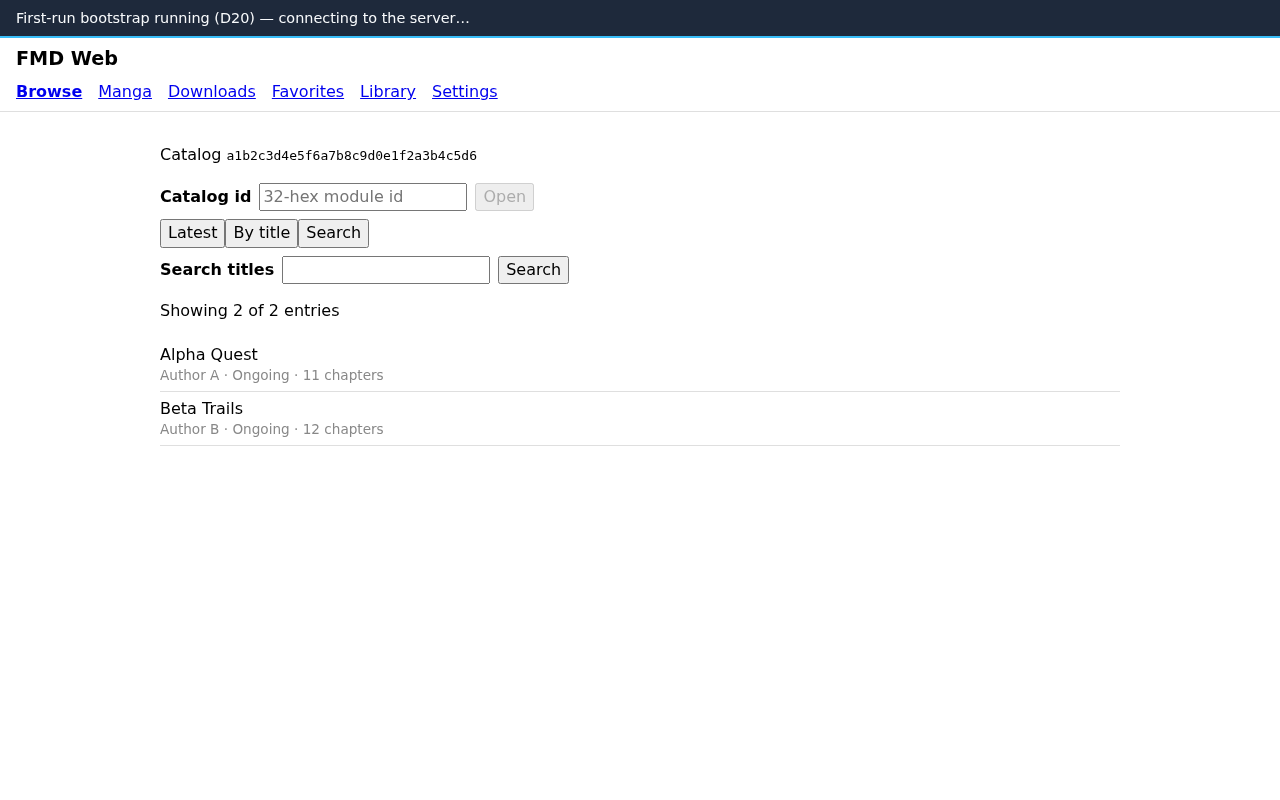 First-run bootstrap running (D20) — connecting to the server…
FMD Web
Browse Manga Downloads Favorites Library Settings
Catalog a1b2c3d4e5f6a7b8c9d0e1f2a3b4c5d6
Catalog id 32-hex module id Open
Latest By title Search
Search titles Search
Showing 2 of 2 entries
Alpha Quest
Author A · Ongoing · 11 chapters
Beta Trails
Author B · Ongoing · 12 chapters